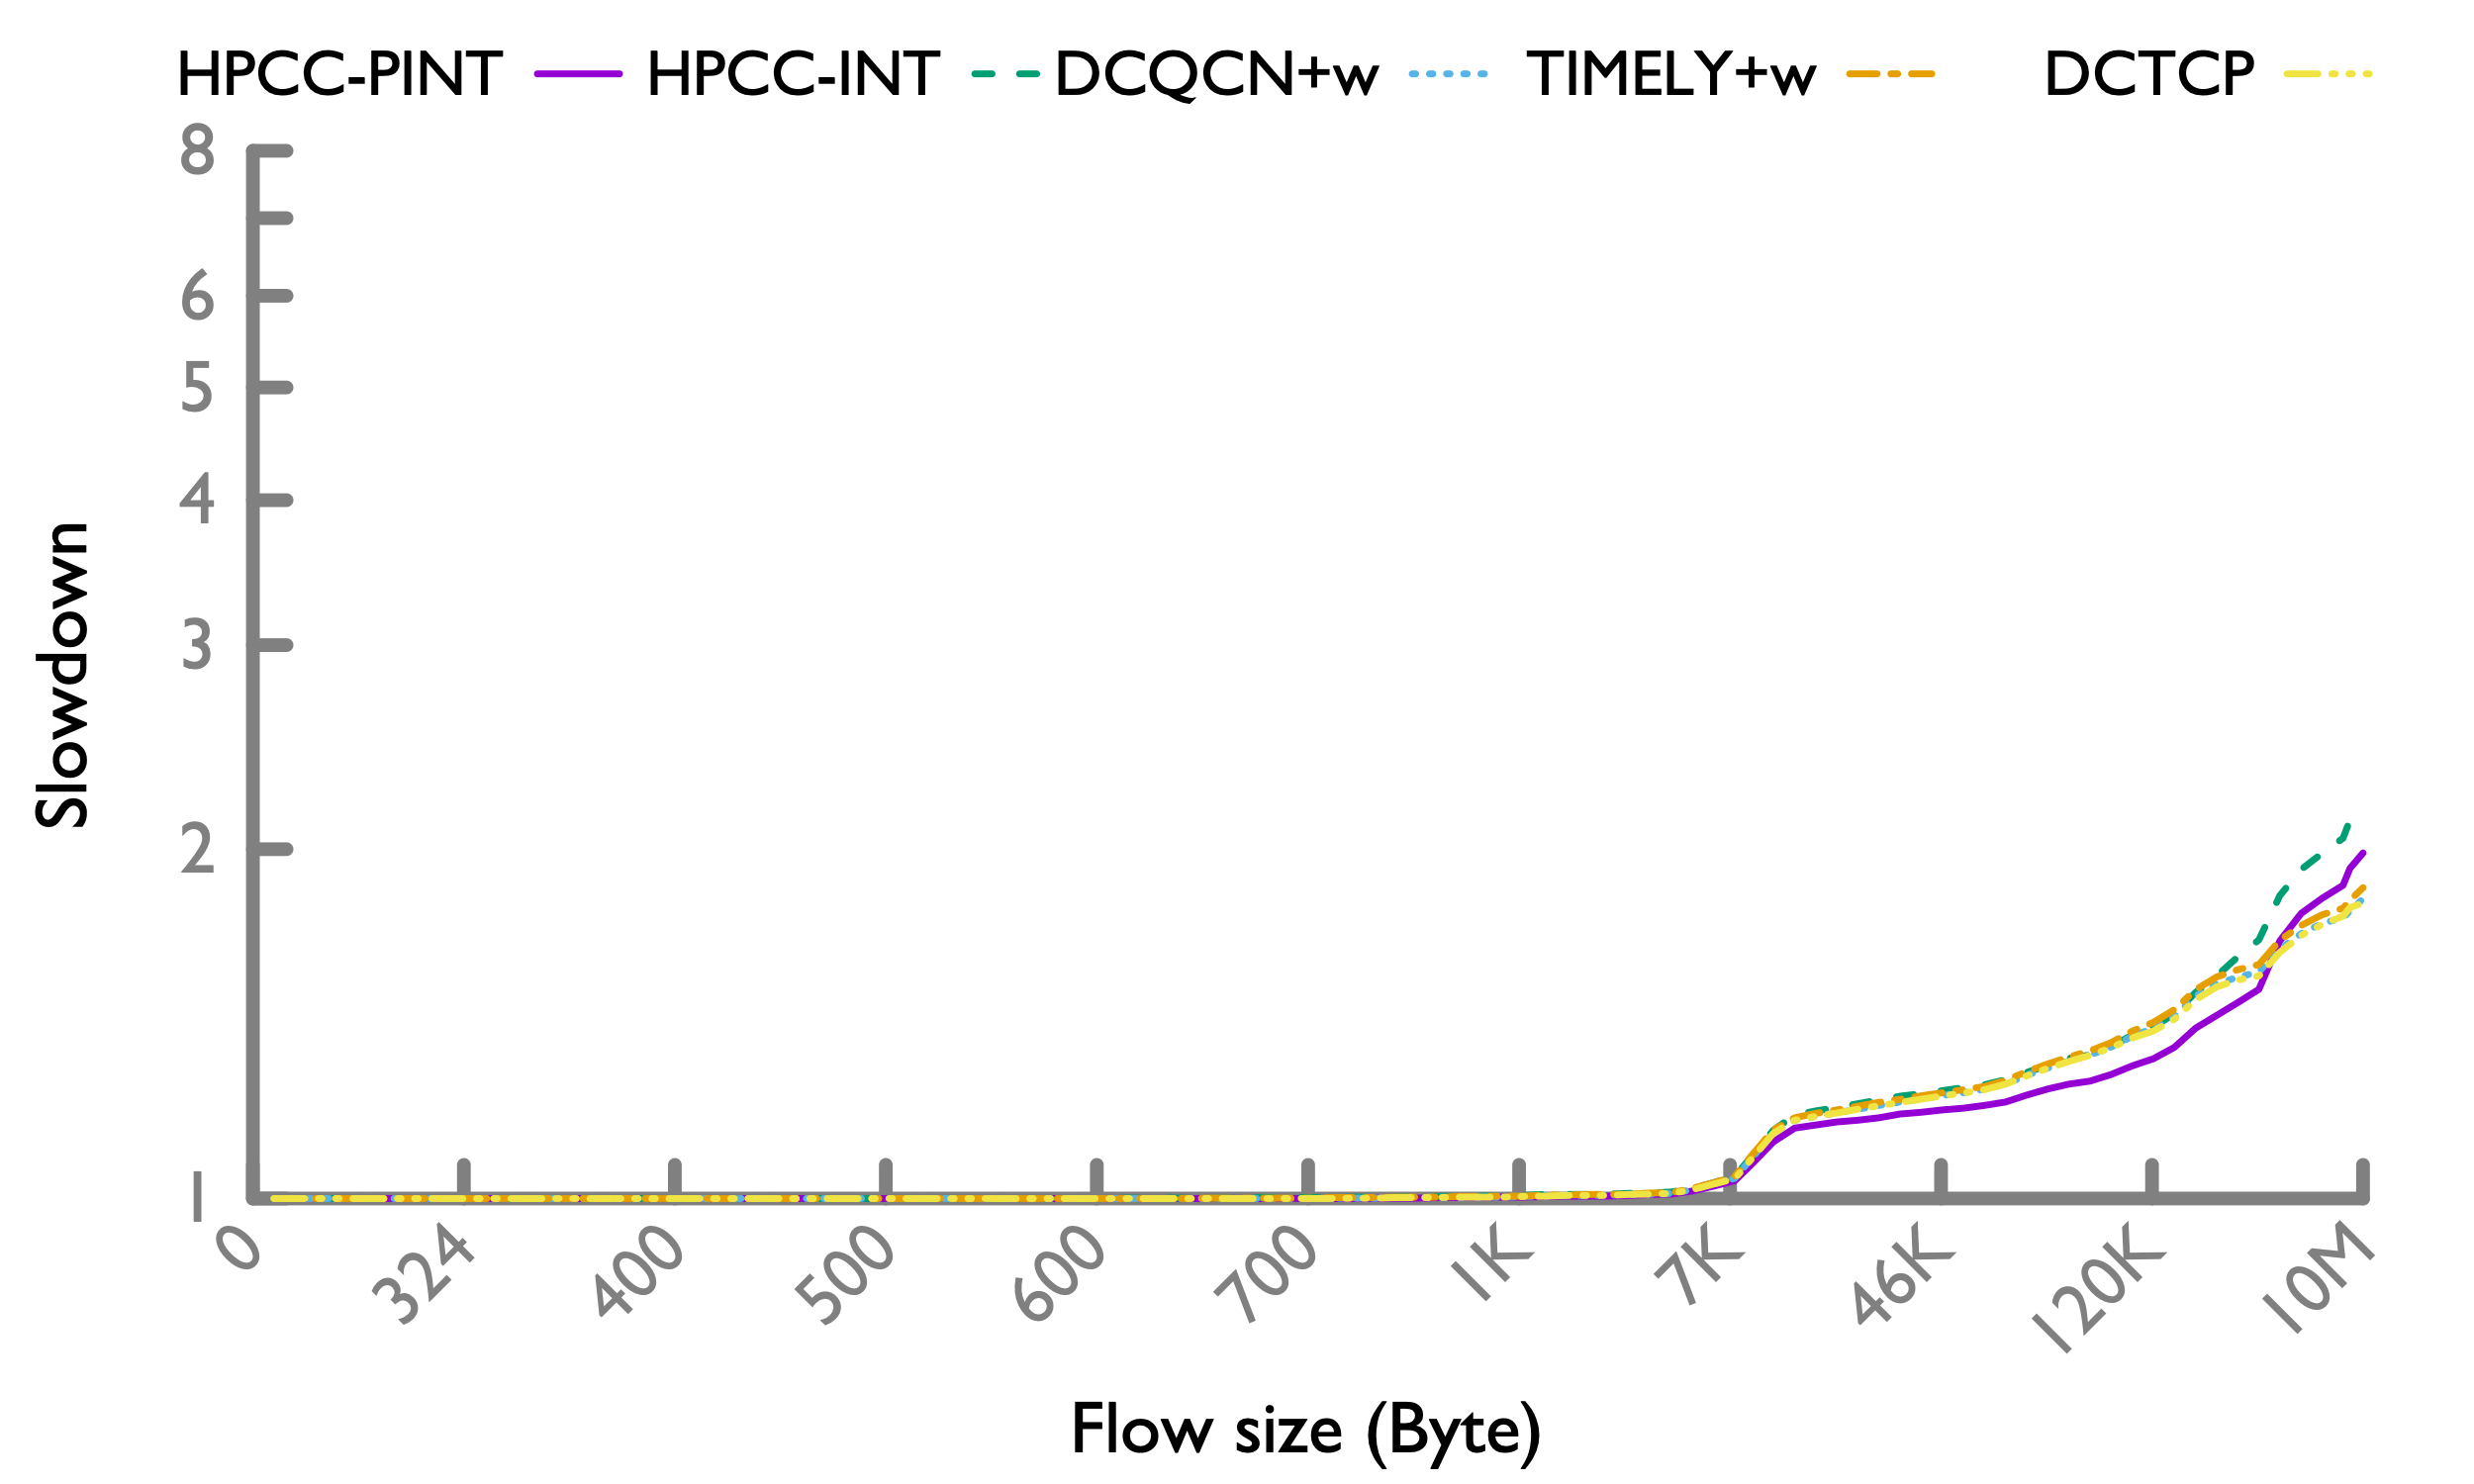 HPCC-PINT HPCC-INT DCQCN+w TIMELY+w DCTCP
8
6
5
4
3
2
1
Slowdown
0 324 400 500 600 700 1K 7K 46K 120K 10M
Flow size (Byte)